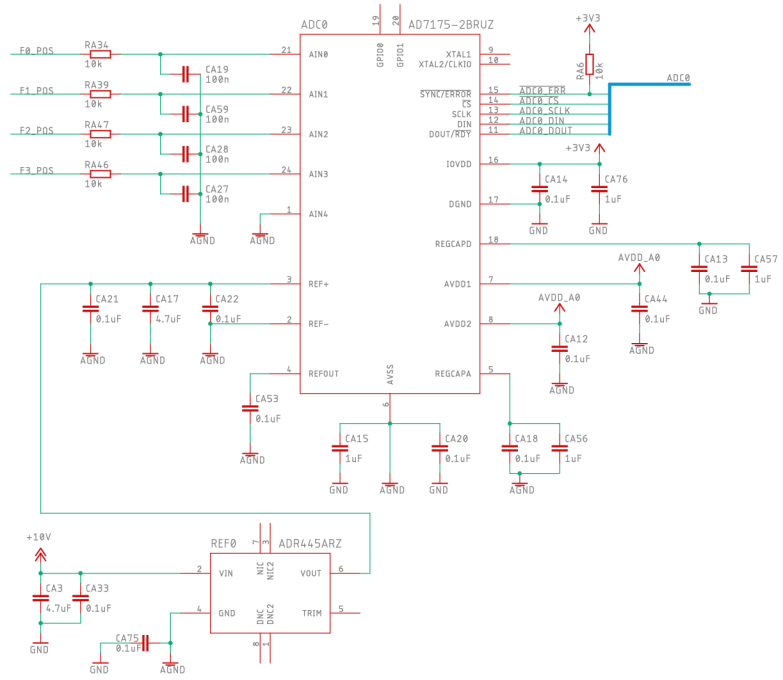 +3V3
ADC0 19 20 AD7175-2BRUZ
GPIO0 GPIO1
F0_POS RA34 10k 21 AIN0 XTAL1 9
XTAL2/CLKIO 10
CA19 100n RA6 10k
F1_POS RA39 10k 22 AIN1 SYNC/ERROR 15 ADC0_ERR ADC0
CS 14 ADC0_CS
CA59 100n SCLK 13 ADC0_SCLK
DIN 12 ADC0_DIN
F2_POS RA47 10k 23 AIN2 DOUT/RDY 11 ADC0_DOUT
+3V3
CA28 100n
F3_POS RA46 10k 24 AIN3 IOVDD 16
CA27 100n CA14 0.1uF CA76 1uF
1 AIN4 DGND 17
AGND AGND GND GND
REGCAPD 18
AVDD_A0 CA13 0.1uF CA57 1uF
3 REF+ AVDD1 7
CA21 0.1uF CA17 4.7uF CA22 0.1uF AVDD_A0 CA44 0.1uF GND
2 REF- AVDD2 8
CA12 0.1uF
AGND AGND AGND AGND
4 REFOUT AVSS REGCAPA 5
AGND
CA53 0.1uF 6
CA15 1uF CA20 0.1uF CA18 0.1uF CA56 1uF
AGND
GND AGND GND AGND
+10V REF0 7 3 ADR445ARZ
NIC NIC2
2 VIN VOUT 6
CA3 4.7uF CA33 0.1uF
4 GND TRIM 5
DNC DNC2
GND CA75 0.1uF 8 1
GND AGND